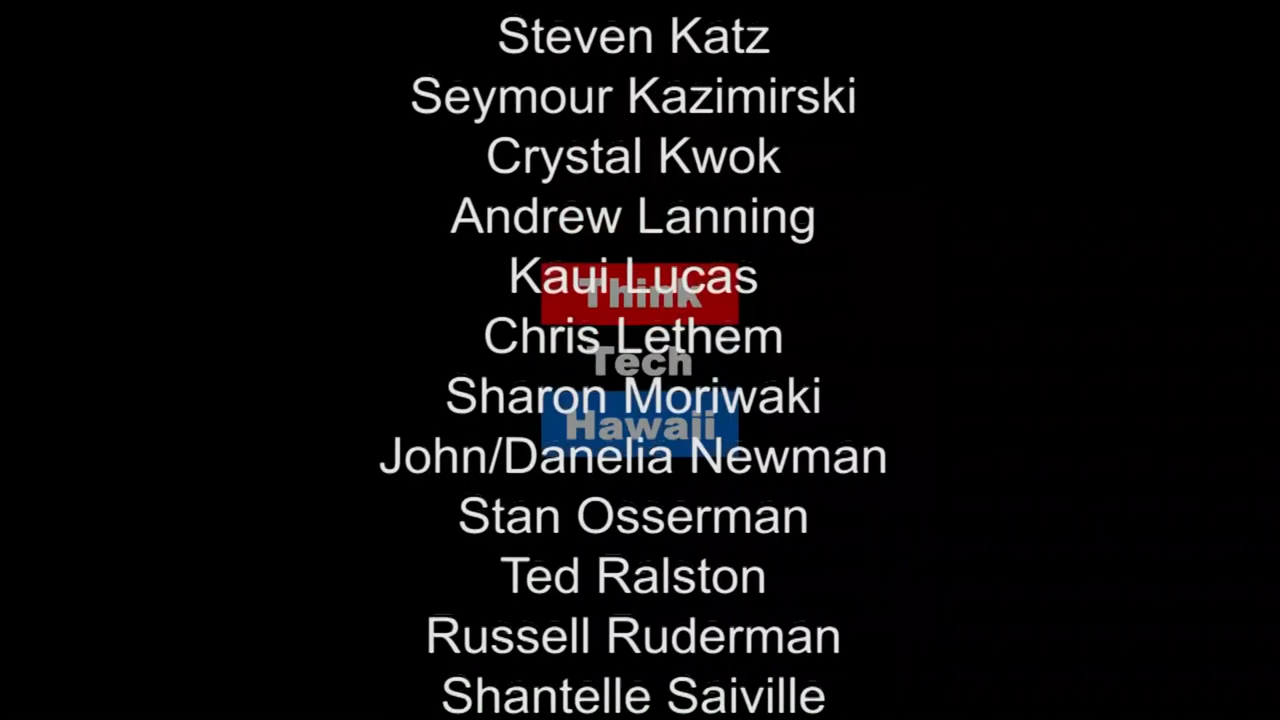 Steven Katz
Seymour Kazimirski
Crystal Kwok
Andrew Lanning
Kaui Lucas
Think
Chris Lethem
Tech
Sharon Moriwaki
Hawaii
John/Danelia Newman
Stan Osserman
Ted Ralston
Russell Ruderman
Shantelle Saiville